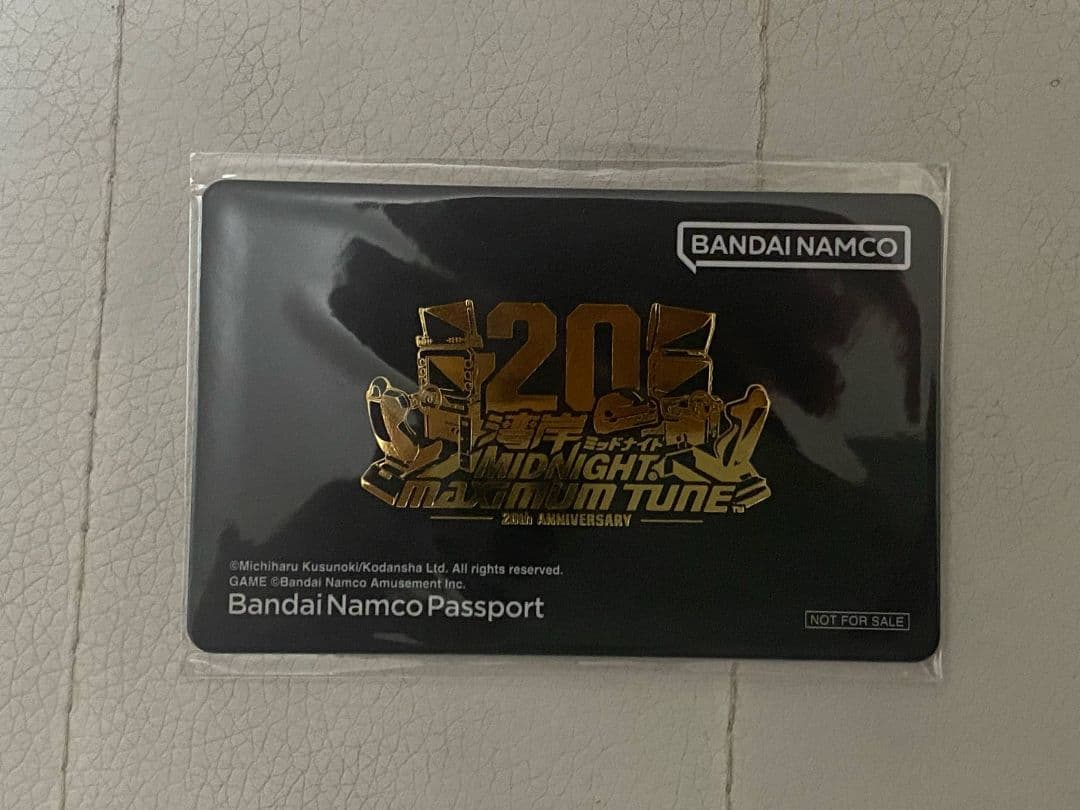 BANDAI NAMCO
20
湾岸 ミッドナイト
MIDNIGHT
MAXIMUM TUNE™
20th ANNIVERSARY
©Michiharu Kusunoki/Kodansha Ltd. All rights reserved.
GAME ©Bandai Namco Amusement Inc.
Bandai Namco Passport
NOT FOR SALE